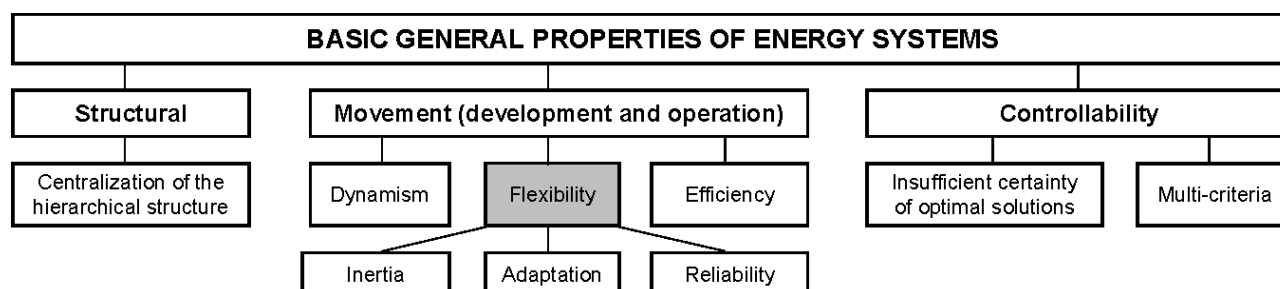 BASIC GENERAL PROPERTIES OF ENERGY SYSTEMS
Structural
Movement (development and operation)
Controllability
Centralization of the
hierarchical structure
Dynamism
Flexibility
Efficiency
Insufficient certainty
of optimal solutions
Multi-criteria
Inertia
Adaptation
Reliability